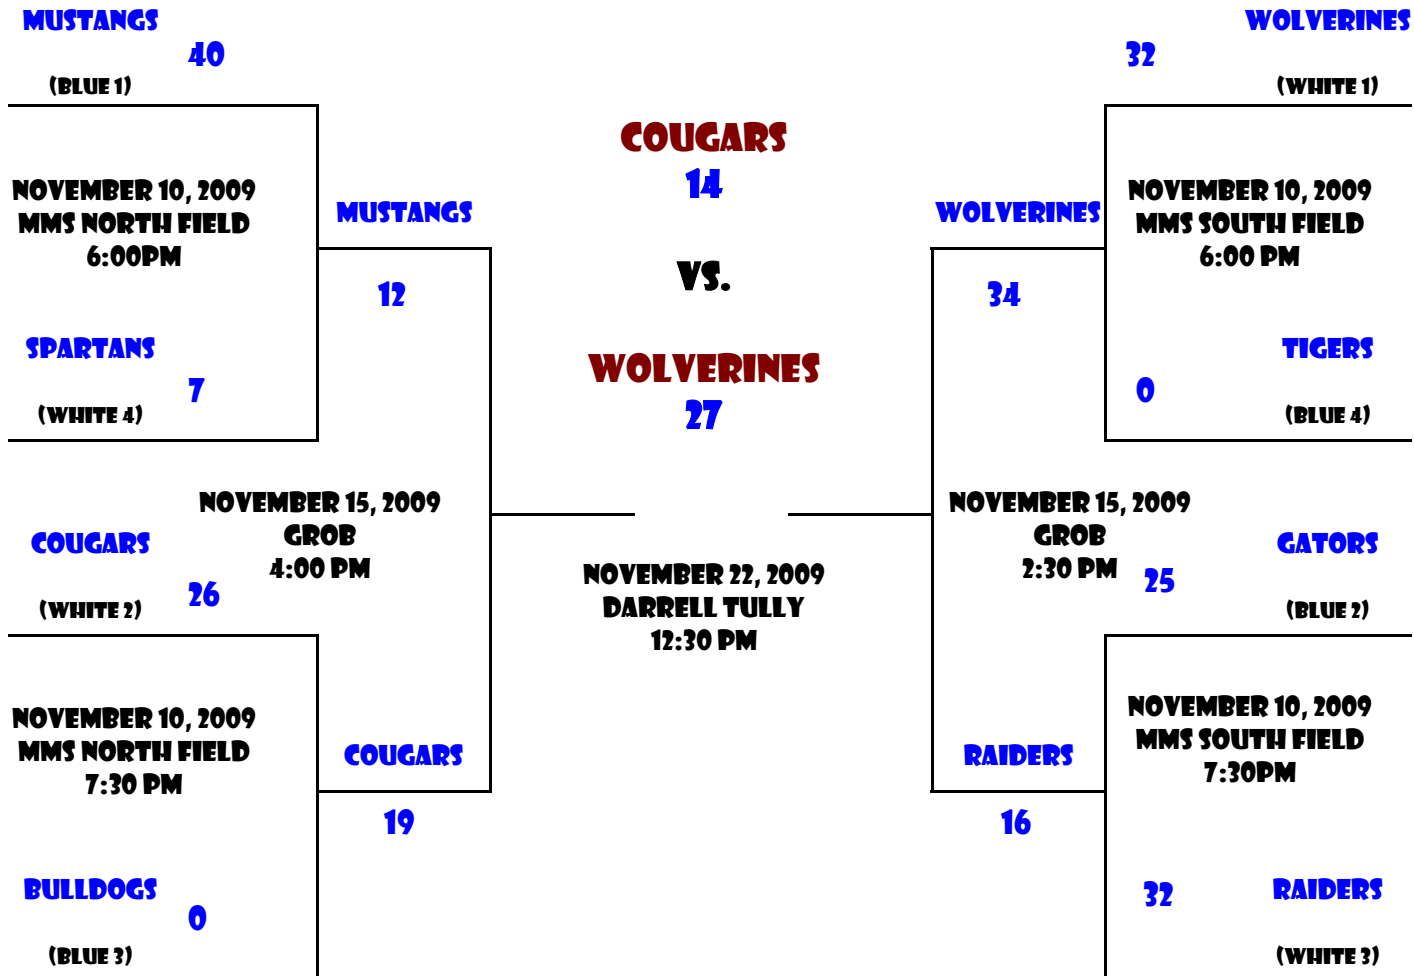 MUSTANGS
40
(BLUE 1)
NOVEMBER 10, 2009
MMS NORTH FIELD
6:00PM
SPARTANS
7
(WHITE 4)
MUSTANGS
12
COUGARS
26
(WHITE 2)
NOVEMBER 15, 2009
GROB
4:00 PM
NOVEMBER 10, 2009
MMS NORTH FIELD
7:30 PM
COUGARS
19
BULLDOGS
0
(BLUE 3)
COUGARS
14
VS.
WOLVERINES
27
NOVEMBER 22, 2009
DARRELL TULLY
12:30 PM
WOLVERINES
32
(WHITE 1)
NOVEMBER 10, 2009
MMS SOUTH FIELD
6:00 PM
WOLVERINES
34
TIGERS
0
(BLUE 4)
NOVEMBER 15, 2009
GROB
2:30 PM
GATORS
25
(BLUE 2)
NOVEMBER 10, 2009
MMS SOUTH FIELD
7:30PM
RAIDERS
16
32
RAIDERS
(WHITE 3)